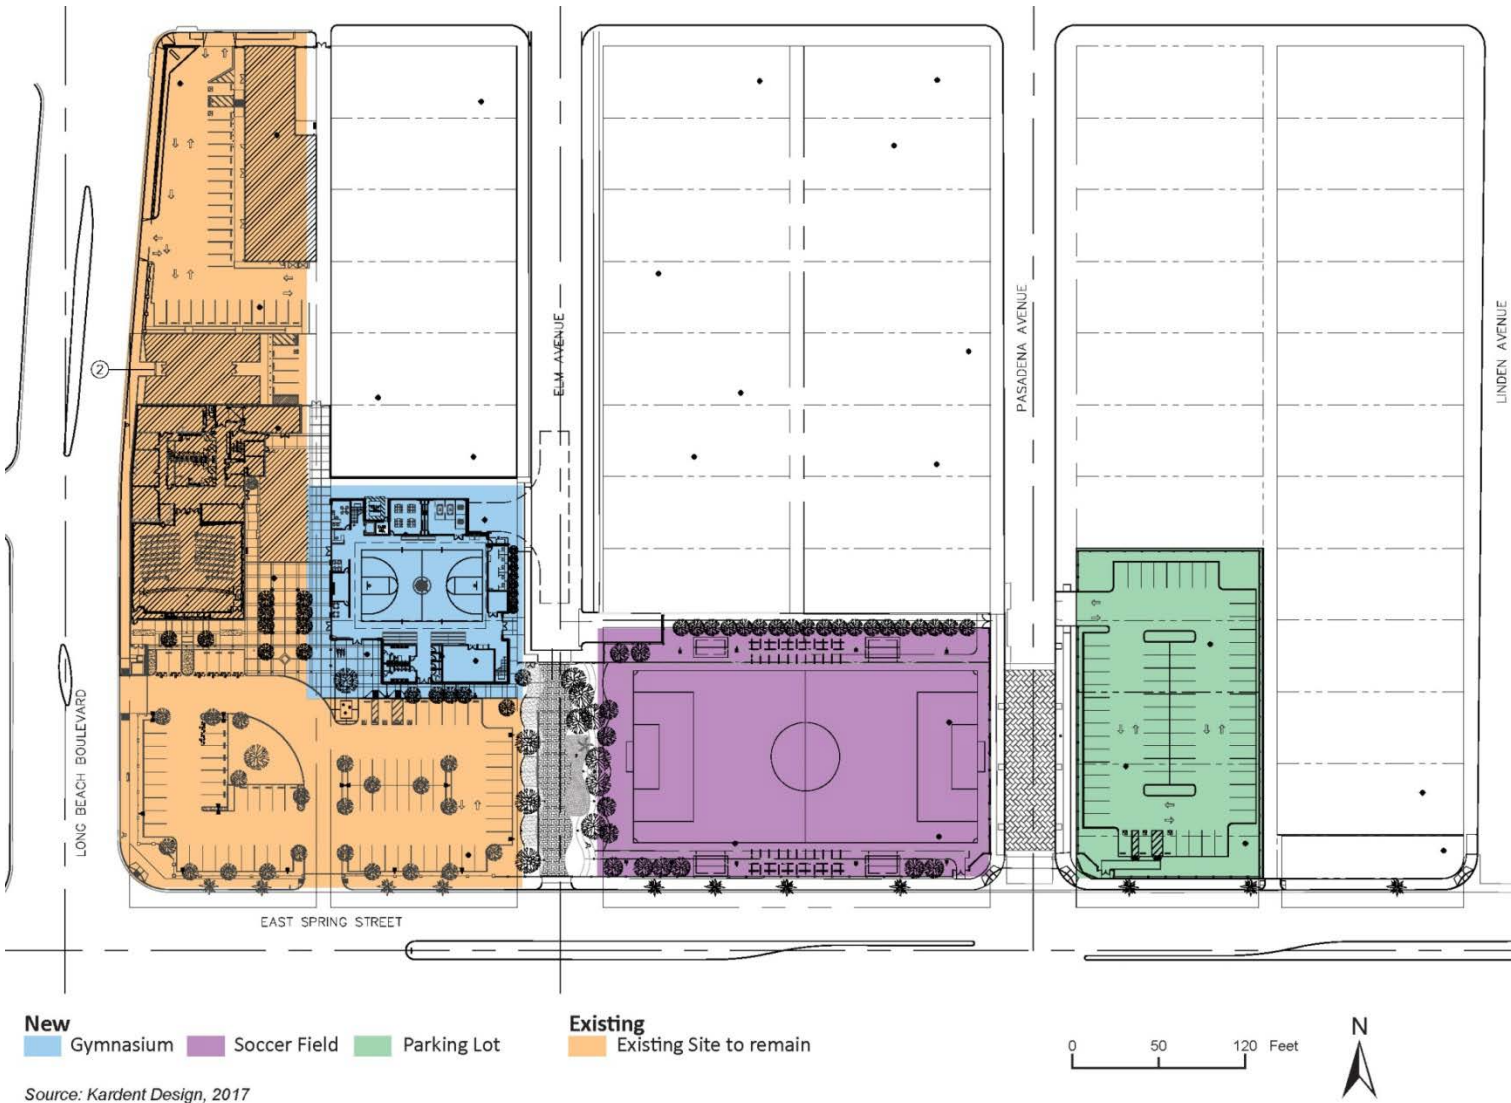 2
ELM AVENUE
PASADENA AVENUE
LINDEN AVENUE
LONG BEACH BOULEVARD
EAST SPRING STREET
New
Gymnasium
Soccer Field
Parking Lot
Existing
Existing Site to remain
0 50 120 Feet
N
Source: Kardent Design, 2017